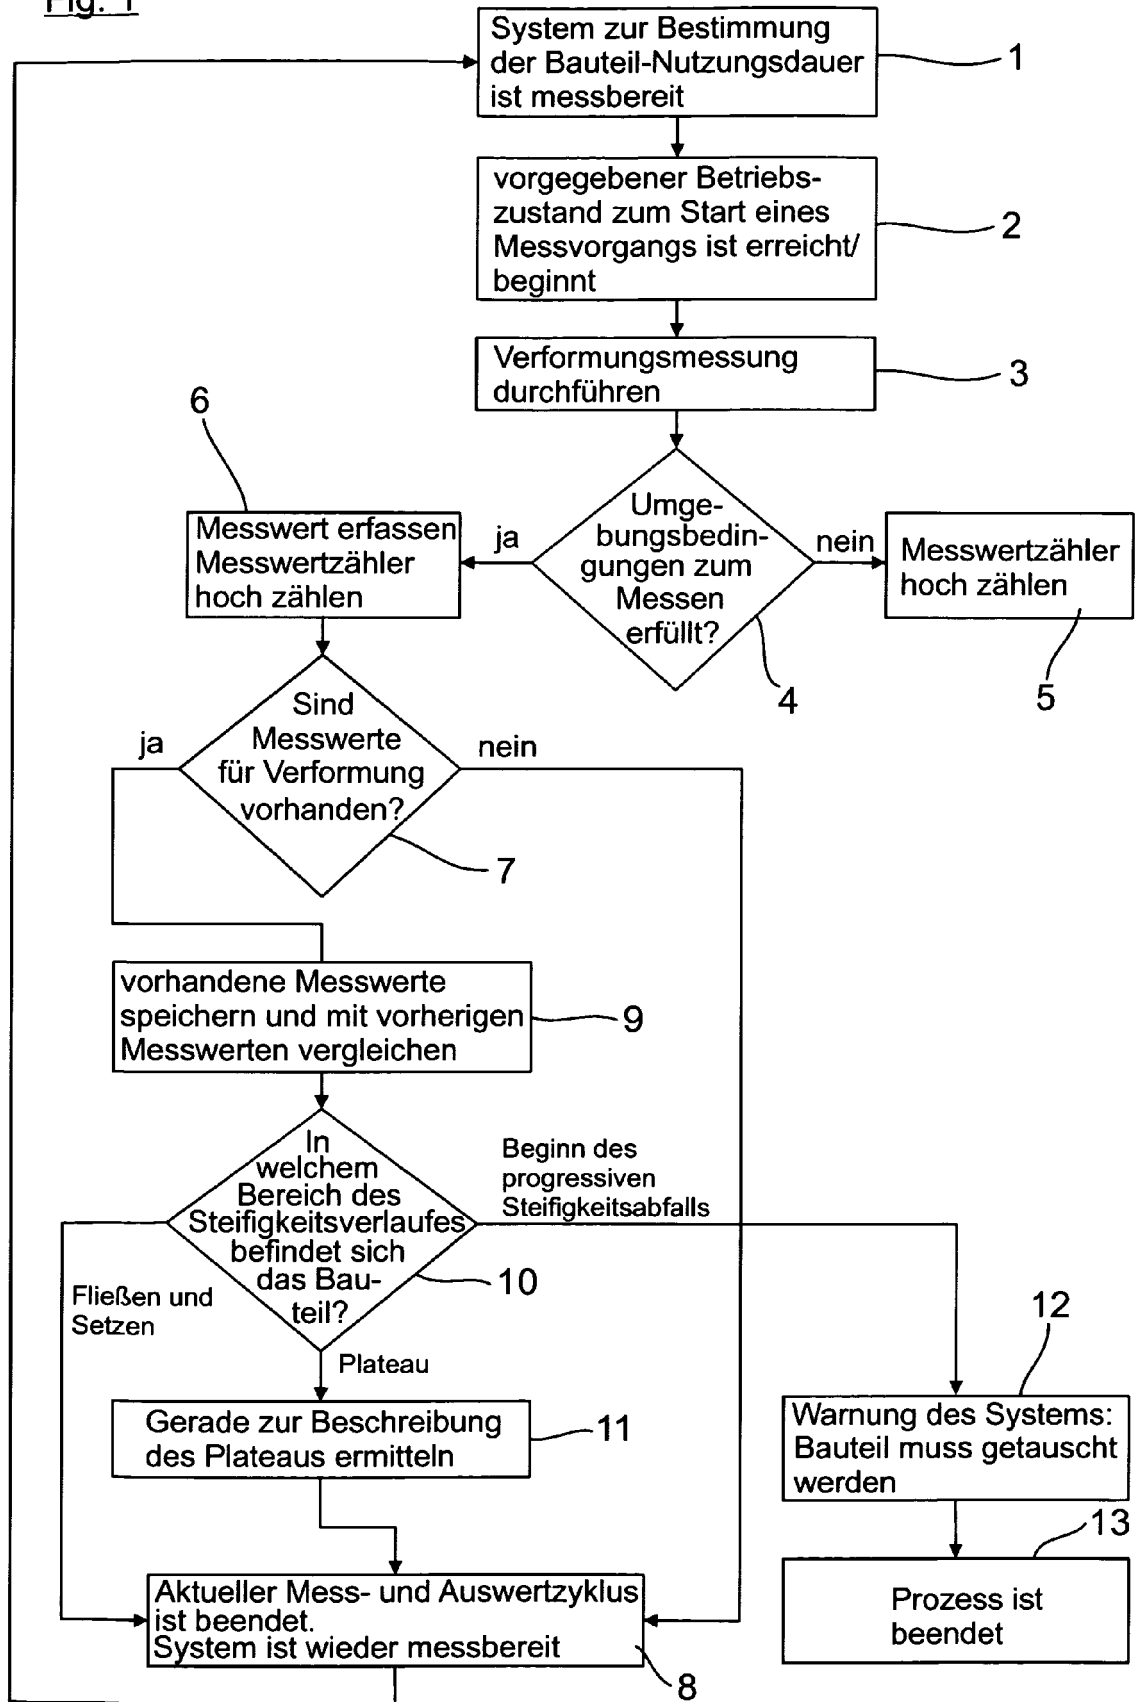 Fig. 1
System zur Bestimmung
der Bauteil-Nutzungsdauer
ist messbereit
1
vorgegebener Betriebs-
zustand zum Start eines
Messvorgangs ist erreicht/
beginnt
2
Verformungsmessung
durchführen
3
6
Umge-
bungsbedin-
gungen zum
Messen
erfüllt?
4
ja
nein
Messwert erfassen
Messwertzähler
hoch zählen
Messwertzähler
hoch zählen
5
Sind
Messwerte
für Verformung
vorhanden?
7
ja
nein
vorhandene Messwerte
speichern und mit vorherigen
Messwerten vergleichen
9
In
welchem
Bereich des
Steifigkeitsverlaufes
befindet sich
das Bau-
teil?
10
Beginn des
progressiven
Steifigkeitsabfalls
Fließen und
Setzen
Plateau
12
Gerade zur Beschreibung
des Plateaus ermitteln
11
Warnung des Systems:
Bauteil muss getauscht
werden
13
Aktueller Mess- und Auswertzyklus
ist beendet.
System ist wieder messbereit
8
Prozess ist
beendet